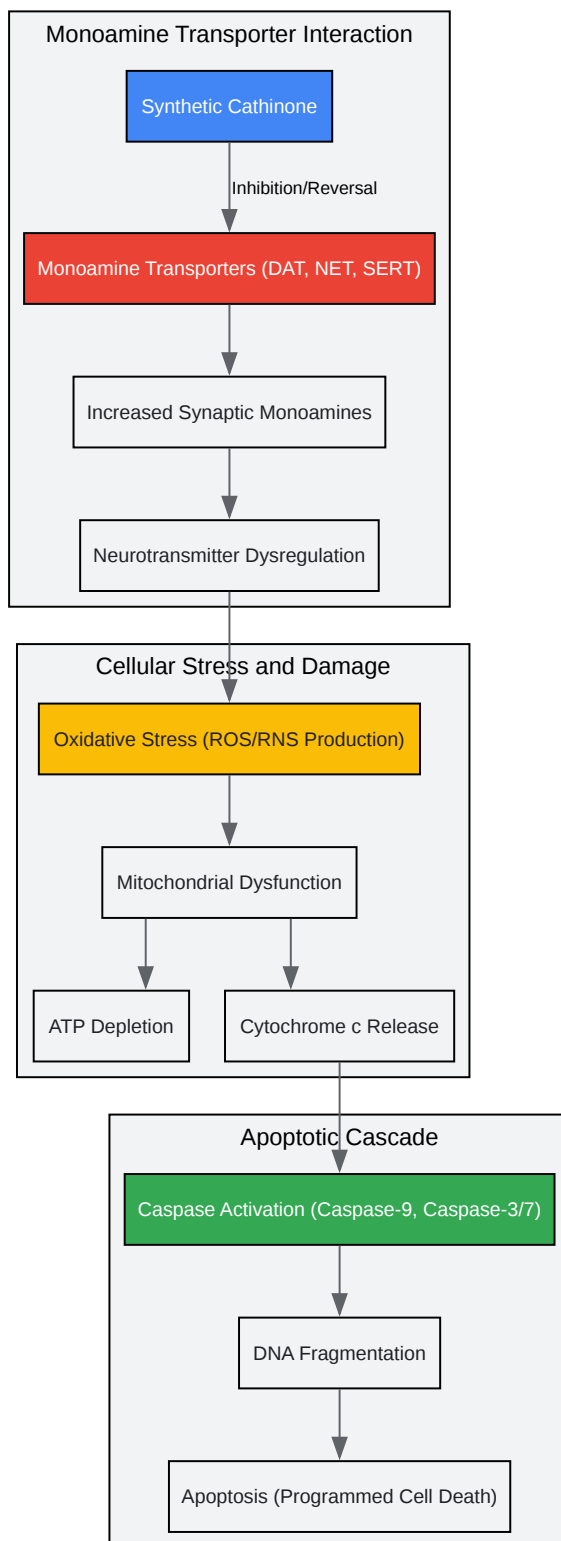 Monoamine Transporter Interaction
Synthetic Cathinone
Inhibition/Reversal
Monoamine Transporters (DAT, NET, SERT)
Increased Synaptic Monoamines
Neurotransmitter Dysregulation
Cellular Stress and Damage
Oxidative Stress (ROS/RNS Production)
Mitochondrial Dysfunction
ATP Depletion
Cytochrome c Release
Apoptotic Cascade
Caspase Activation (Caspase-9, Caspase-3/7)
DNA Fragmentation
Apoptosis (Programmed Cell Death)